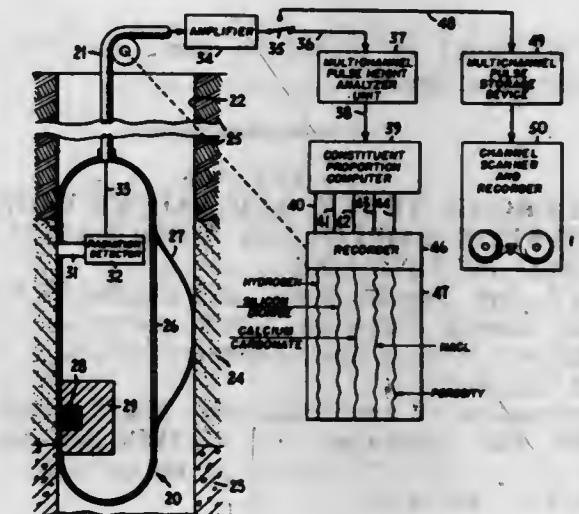 21
AMPLIFIER
34
35
36
48
37
MULTICHANNEL
PULSE HEIGHT
ANALYZER
UNIT
49
MULTICHANNEL
PULSE
STORAGE
DEVICE
22
25
38
39
CONSTITUENT
PROPORTION
COMPUTER
50
CHANNEL
SCANNER
AND
RECORDER
33
27
40
41
42
43
44
RADIATION
DETECTOR
31
32
RECORDER
46
HYDROGEN
47
SILICON
CALCIUM
CARBONATE
NACL
POROSITY
26
24
28
29
20